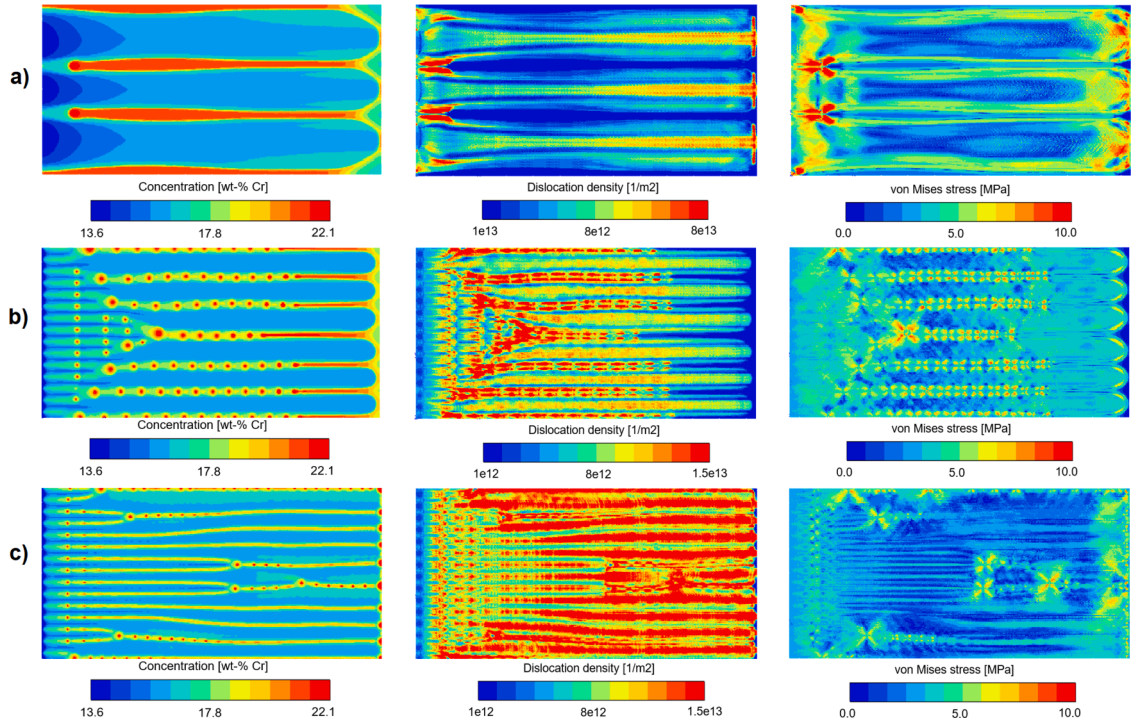 a)
Concentration [wt-% Cr]
13.6 17.8 22.1
Dislocation density [1/m2]
1e13 8e12 8e13
von Mises stress [MPa]
0.0 5.0 10.0
b)
Concentration [wt-% Cr]
13.6 17.8 22.1
Dislocation density [1/m2]
1e12 8e12 1.5e13
von Mises stress [MPa]
0.0 5.0 10.0
c)
Concentration [wt-% Cr]
13.6 17.8 22.1
Dislocation density [1/m2]
1e12 8e12 1.5e13
von Mises stress [MPa]
0.0 5.0 10.0